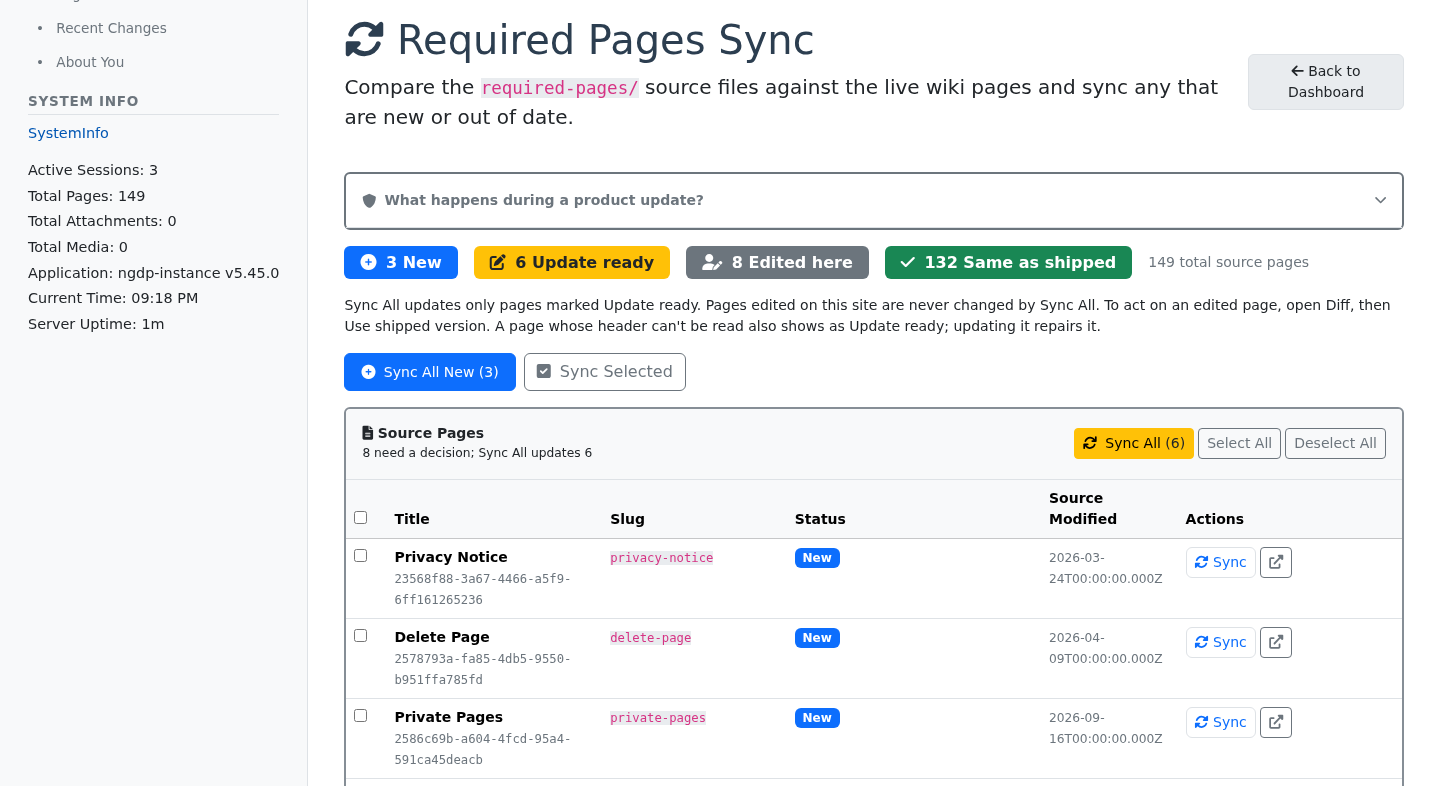 Recent Changes
About You
SYSTEM INFO
SystemInfo
Active Sessions: 3
Total Pages: 149
Total Attachments: 0
Total Media: 0
Application: ngdp-instance v5.45.0
Current Time: 09:18 PM
Server Uptime: 1m
Required Pages Sync
Compare the required-pages/ source files against the live wiki pages and sync any that
are new or out of date.
Back to
Dashboard
What happens during a product update?
3 New
6 Update ready
8 Edited here
132 Same as shipped
149 total source pages
Sync All updates only pages marked Update ready. Pages edited on this site are never changed by Sync All. To act on an edited page, open Diff, then
Use shipped version. A page whose header can't be read also shows as Update ready; updating it repairs it.
Sync All New (3)
Sync Selected
Source Pages
8 need a decision; Sync All updates 6
Sync All (6)
Select All
Deselect All
Title
Slug
Status
Source
Modified
Actions
Privacy Notice
23568f88-3a67-4466-a5f9-
6ff161265236
privacy-notice
New
2026-03-
24T00:00:00.000Z
Sync
Delete Page
2578793a-fa85-4db5-9550-
b951ffa785fd
delete-page
New
2026-04-
09T00:00:00.000Z
Sync
Private Pages
2586c69b-a604-4fcd-95a4-
591ca45deacb
private-pages
New
2026-09-
16T00:00:00.000Z
Sync